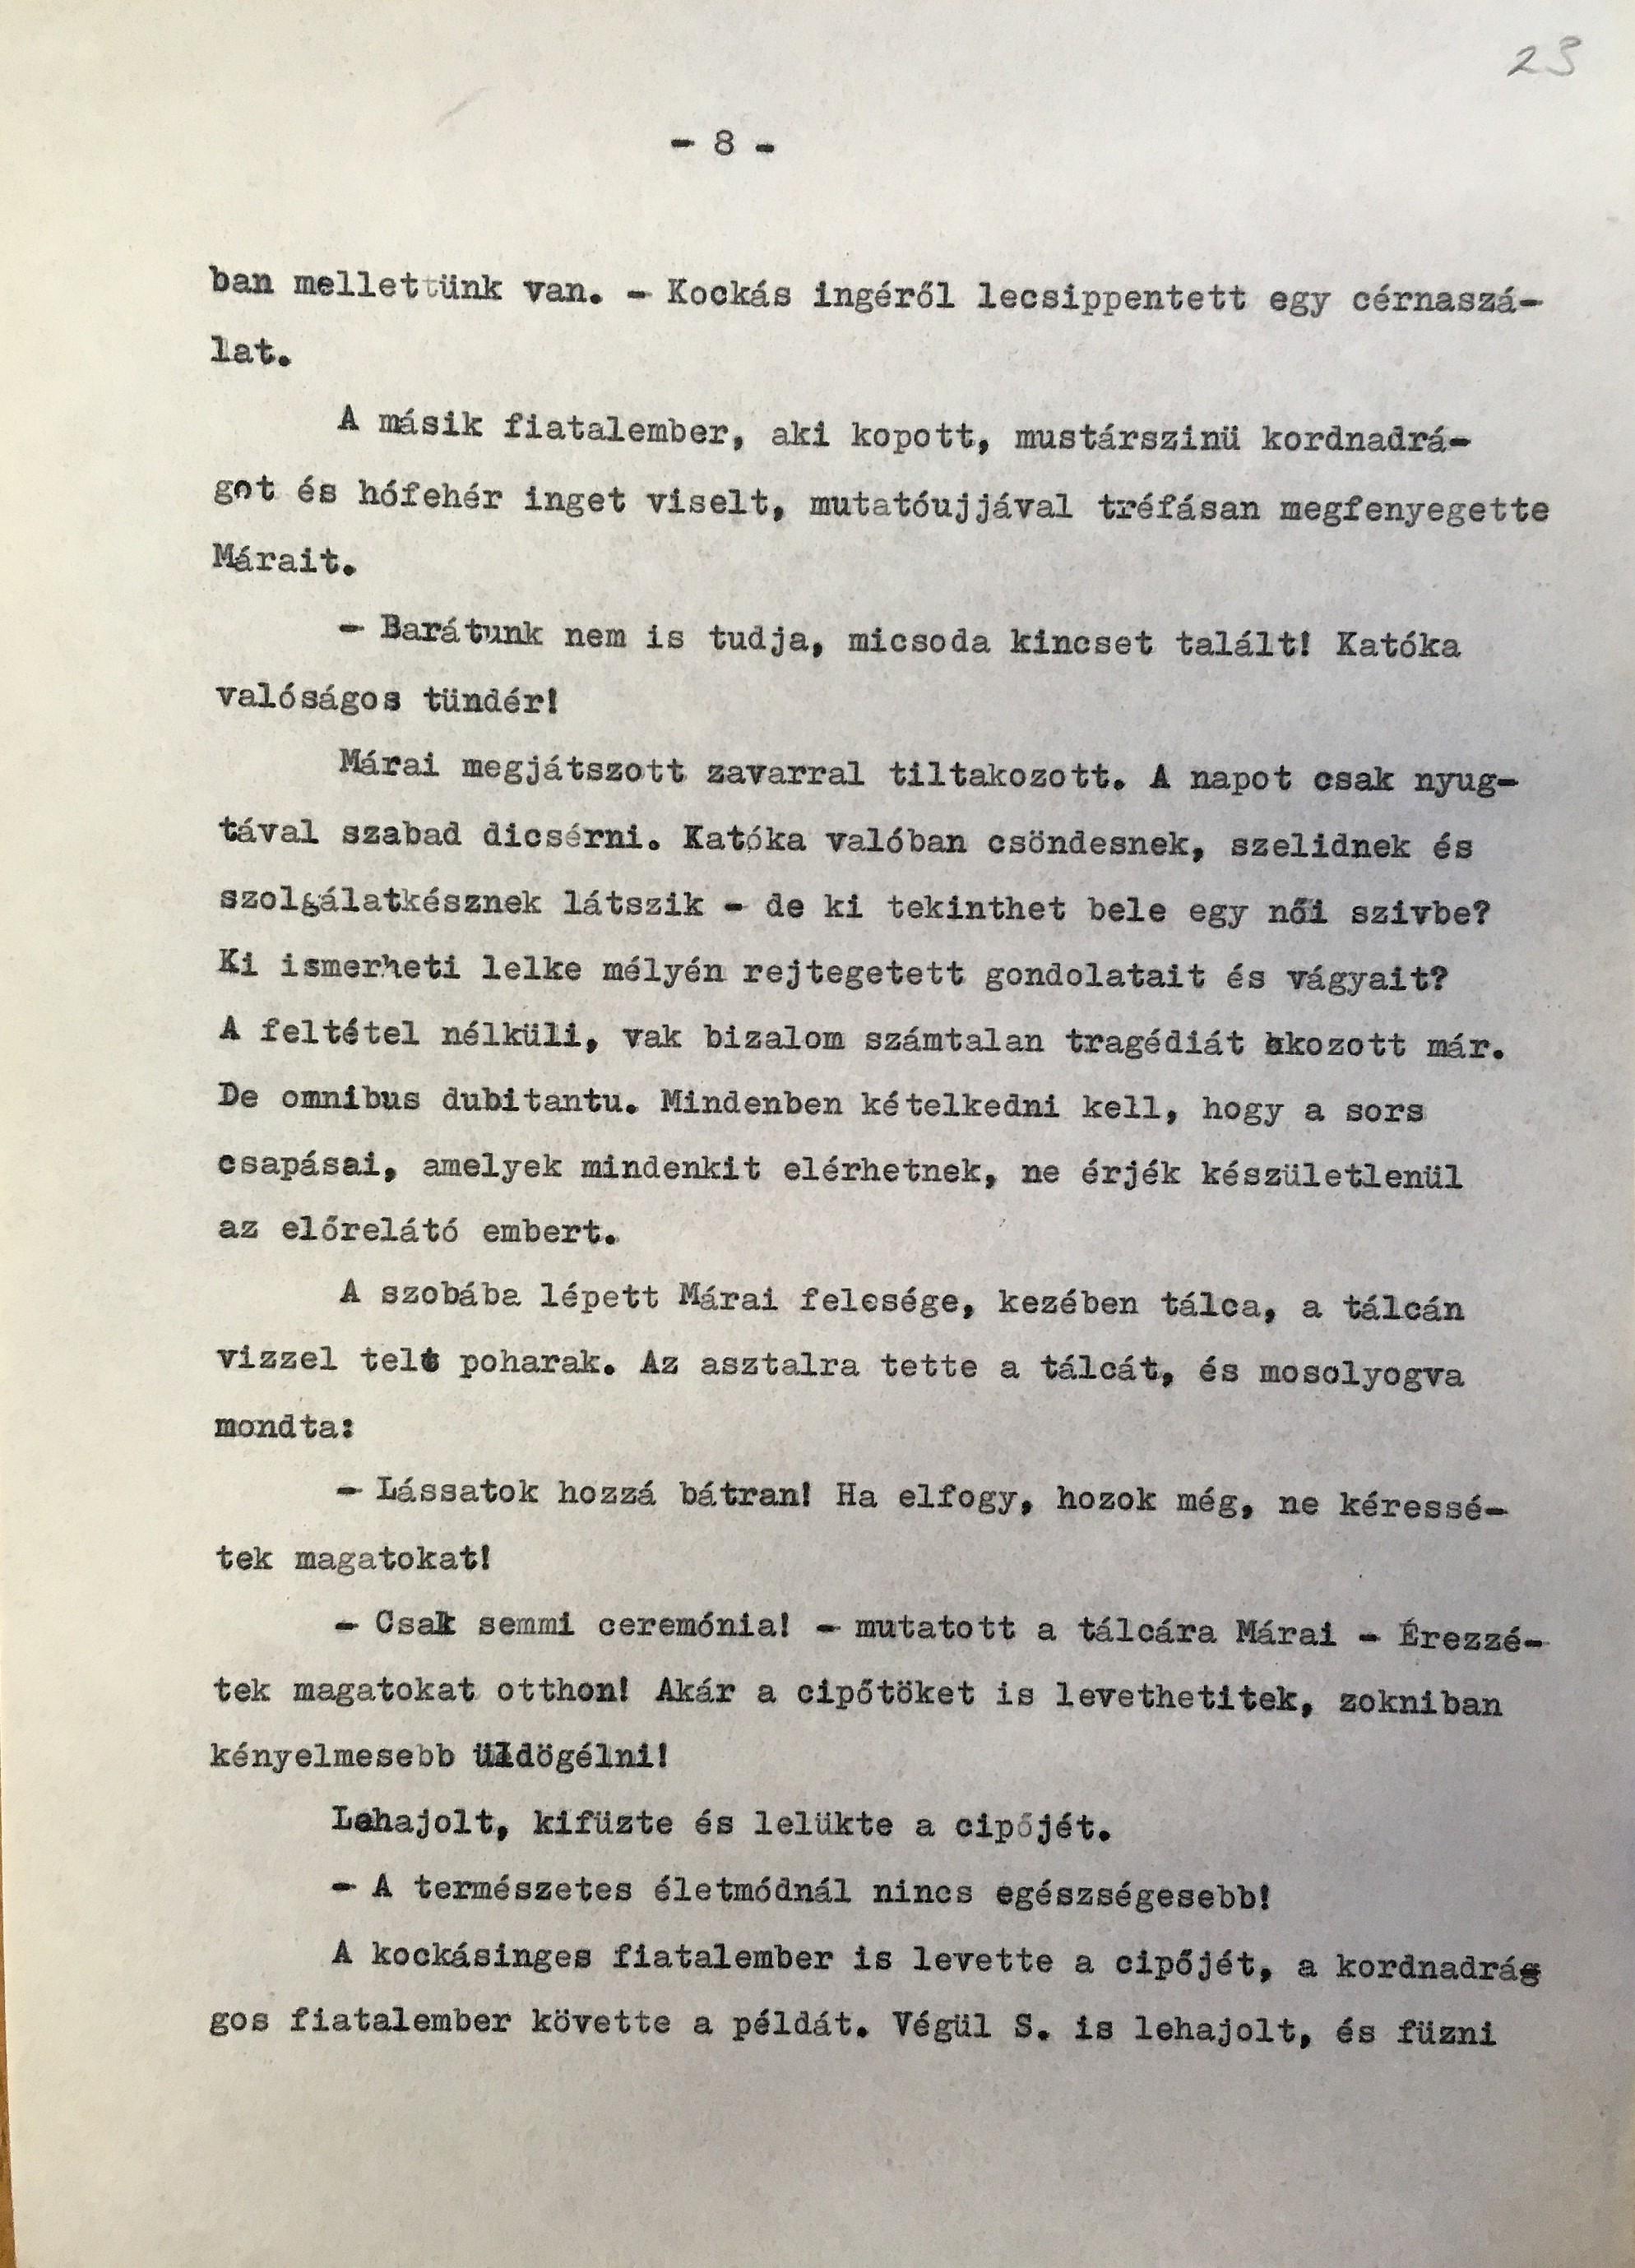 23
- 8 -
ban mellettünk van. - Kockás ingéről lecsippentett egy cérnaszá-
lat.
A másik fiatalember, aki kopott, mustárszinü kordnadrá-
got és hófehér inget viselt, mutatóujjával tréfásan megfenyegette
Márait.
- Barátunk nem is tudja, micsoda kincset talált! Katóka
valóságos tündér!
Márai megjátszott zavarral tiltakozott. A napot csak nyug-
tával szabad dicsérni. Katóka valóban csöndesnek, szelidnek és
szolgálatkésznek látszik - de ki tekinthet bele egy női szivbe?
Ki ismerheti lelke mélyén rejtegetett gondolatait és vágyait?
A feltétel nélküli, vak bizalom számtalan tragédiát okozott már.
De omnibus dubitantu. Mindenben kételkedni kell, hogy a sors
csapásai, amelyek mindenkit elérhetnek, ne érjék készületlenül
az előrelátó embert.
A szobába lépett Márai felesége, kezében tálca, a tálcán
vizzel telt poharak. Az asztalra tette a tálcát, és mosolyogva
mondta:
- Lássatok hozzá bátran! Ha elfogy, hozok még, ne kéressé-
tek magatokat!
- Csak semmi ceremónia! - mutatott a tálcára Márai - Érezzé-
tek magatokat otthon! Akár a cipőtöket is levethetitek, zokniban
kényelmesebb üldögélni!
Lehajolt, kifüzte és lelükte a cipőjét.
- A természetes életmódnál nincs egészségesebb!
A kockásinges fiatalember is levette a cipőjét, a kordnadrág
gos fiatalember követte a példát. Végül S. is lehajolt, és füzni